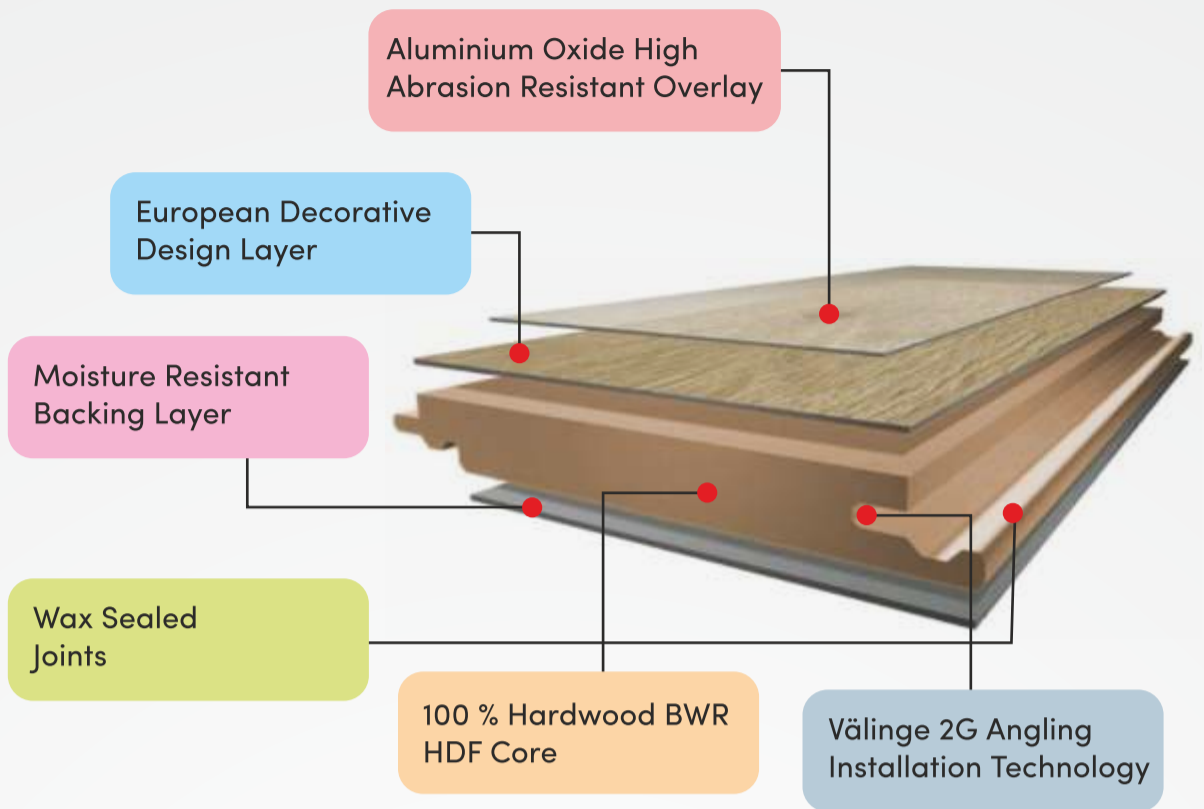 Aluminium Oxide High
Abrasion Resistant Overlay
European Decorative
Design Layer
Moisture Resistant
Backing Layer
Wax Sealed
Joints
100 % Hardwood BWR
HDF Core
Välinge 2G Angling
Installation Technology